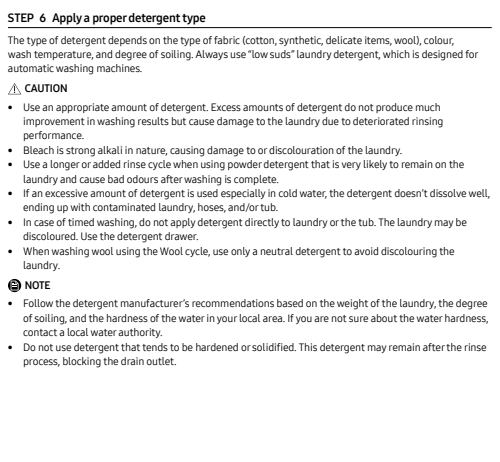 STEP 6 Apply a proper detergent type
The type of detergent depends on the type of fabric (cotton, synthetic, delicate items, wool), colour,
wash temperature, and degree of soiling. Always use "low suds" laundry detergent, which is designed for
automatic washing machines.
CAUTION
• Use an appropriate amount of detergent. Excess amounts of detergent do not produce much
improvement in washing results but cause damage to the laundry due to deteriorated rinsing
performance.
• Bleach is strong alkali in nature, causing damage to or discolouration of the laundry.
• Use a longer or added rinse cycle when using powder detergent that is very likely to remain on the
laundry and cause bad odours after washing is complete.
• If an excessive amount of detergent is used especially in cold water, the detergent doesn't dissolve well,
ending up with contaminated laundry, hoses, and/or tub.
• In case of timed washing, do not apply detergent directly to laundry or the tub. The laundry may be
discoloured. Use the detergent drawer.
• When washing wool using the Wool cycle, use only a neutral detergent to avoid discolouring the
laundry.
NOTE
• Follow the detergent manufacturer's recommendations based on the weight of the laundry, the degree
of soiling, and the hardness of the water in your local area. If you are not sure about the water hardness,
contact a local water authority.
• Do not use detergent that tends to be hardened or solidified. This detergent may remain after the rinse
process, blocking the drain outlet.